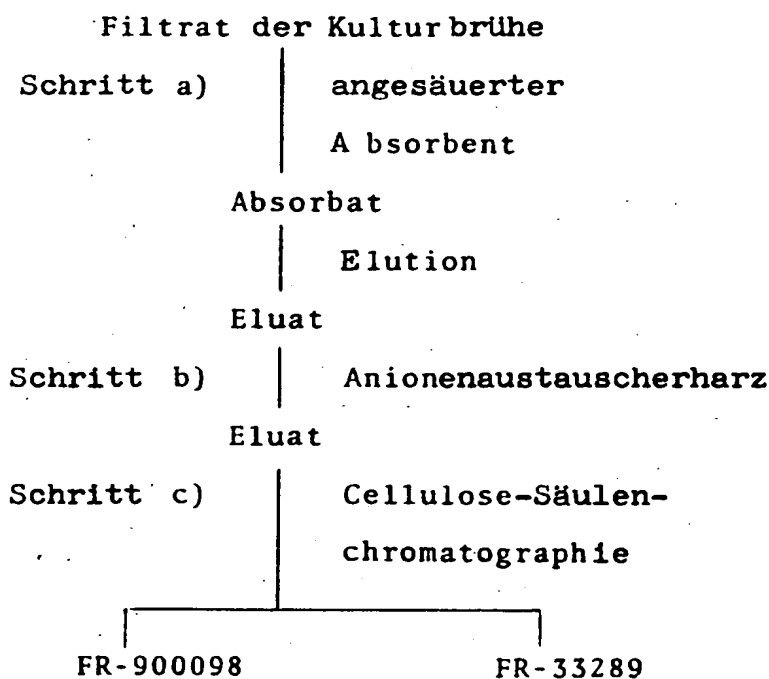 Filtrat der Kulturbrühe
Schritt a) angesäuerter
Absorbent
Absorbat
Elution
Eluat
Schritt b) Anionenaustauscherharz
Eluat
Schritt c) Cellulose-Säulen-
chromatographie
FR-900098 FR-33289